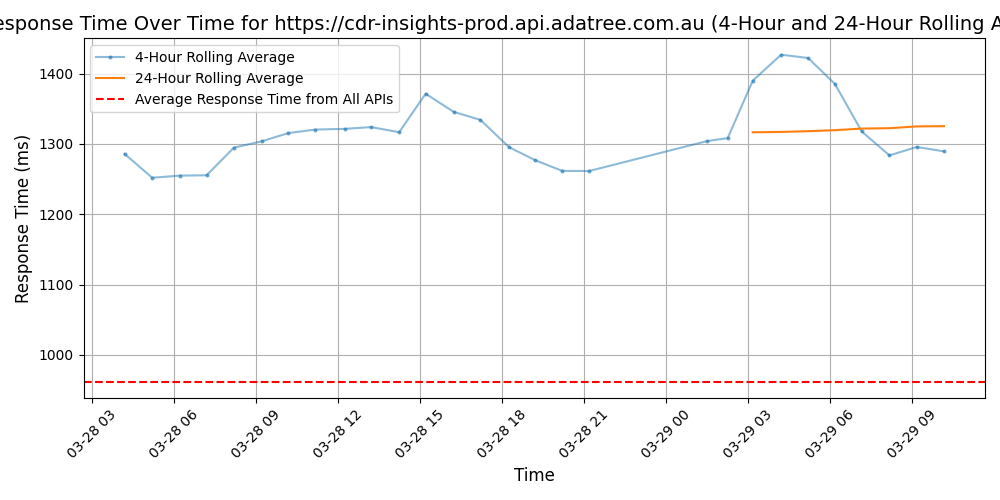 esponse Time Over Time for https://cdr-insights-prod.api.adatree.com.au (4-Hour and 24-Hour Rolling A
4-Hour Rolling Average
24-Hour Rolling Average
Average Response Time from All APIs
Response Time (ms)
1400
1300
1200
1100
1000
03-28 03
03-28 06
03-28 09
03-28 12
03-28 15
03-28 18
03-28 21
03-29 00
03-29 03
03-29 06
03-29 09
Time